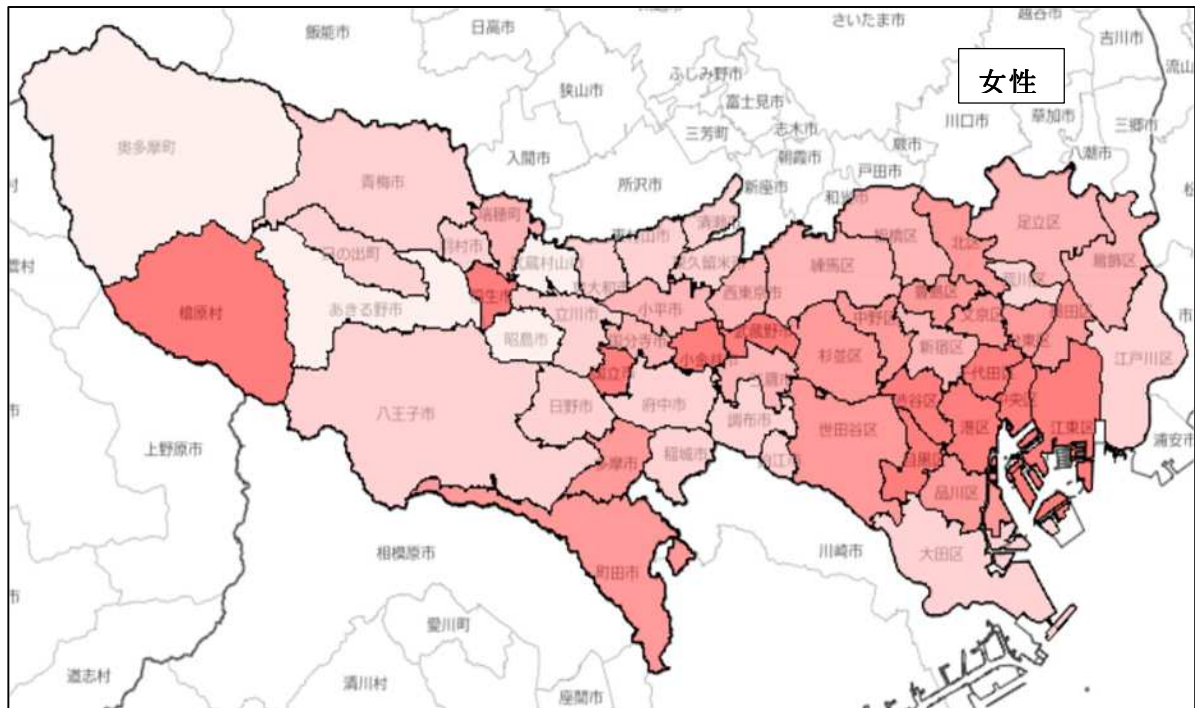 女性
飯能市
日高市
さいたま市
越谷市
吉川市
流山
ふじみ野市
狭山市
富士見市
川口市
草加市
三郷市
三芳町
志木市
蕨市
八潮市
入間市
所沢市
新座市
朝霞市
戸田市
和光市
奥多摩町
青梅市
瑞穂町
羽村市
日の出町
武蔵村山市
東村山市
清瀬市
東久留米市
東大和市
板橋区
北区
足立区
葛飾区
荒川区
練馬区
西東京市
檜原村
あきる野市
福生市
立川市
小平市
豊島区
文京区
墨田区
台東区
中野区
昭島市
国分寺市
小金井市
武蔵野市
杉並区
新宿区
江戸川区
国立市
三鷹市
千代田区
中央区
江東区
渋谷区
港区
八王子市
日野市
府中市
調布市
世田谷区
目黒区
上野原市
多摩市
稲城市
狛江市
品川区
浦安市
相模原市
町田市
川崎市
大田区
愛川町
道志村
清川村
座間市